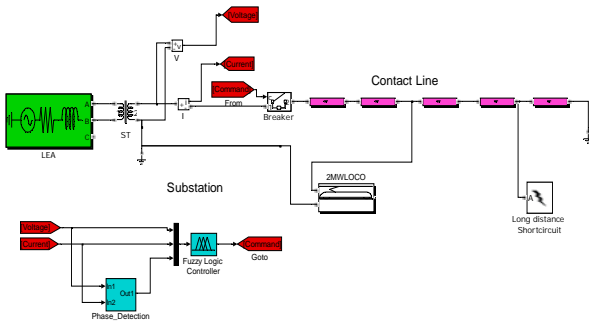 [Voltage]
+
v
V
[Current]
Contact Line
[Command]
From
Breaker
A
B
C
ST
+
I
LEA
2MWLOCO
Substation
A
Long distance
Shortcircuit
[Voltage]
[Current]
Fuzzy Logic
Controller
[Command]
Goto
In1
In2
Out1
Phase_Detection